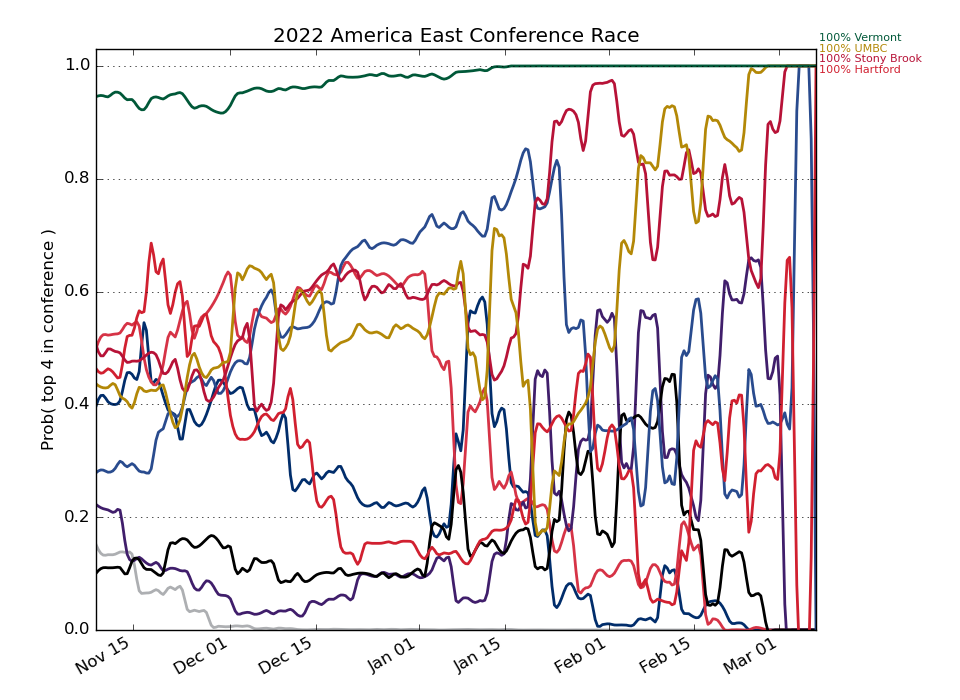 2022 America East Conference Race
100% Vermont
100% UMBC
100% Stony Brook
100% Hartford
Prob( top 4 in conference )
1.0
0.8
0.6
0.4
0.2
0.0
Nov 15
Dec 01
Dec 15
Jan 01
Jan 15
Feb 01
Feb 15
Mar 01